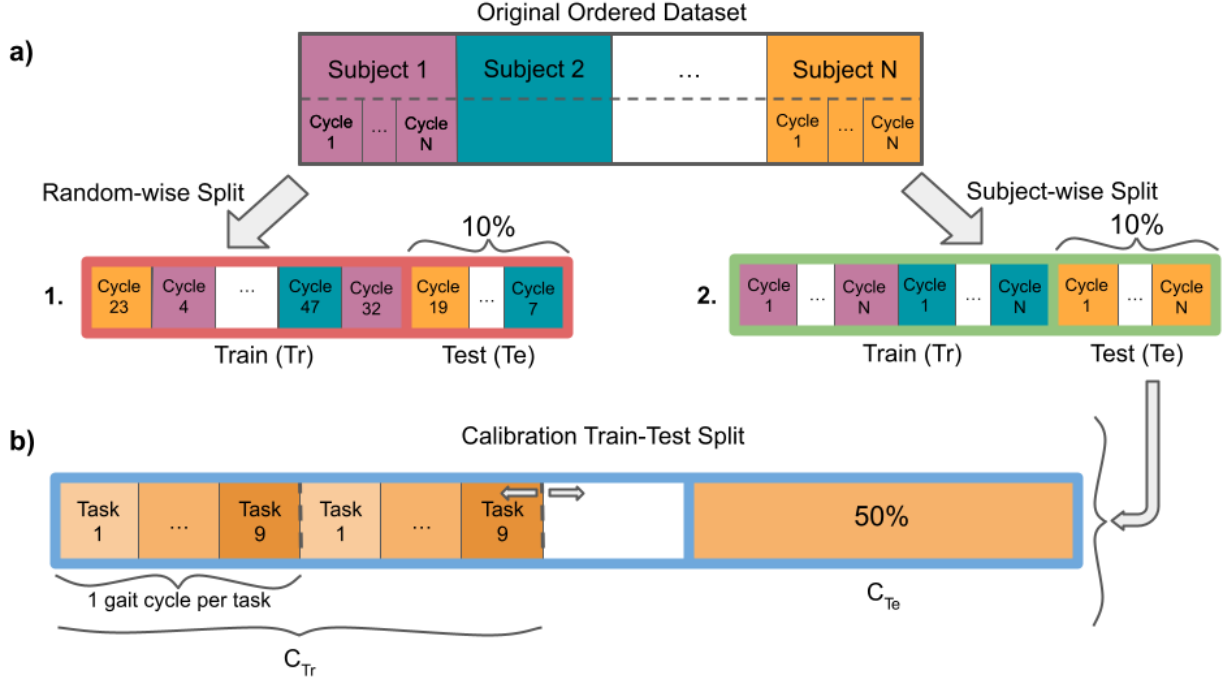 Original Ordered Dataset
a)
Subject 1
Subject 2
...
Subject N
Cycle
1
...
Cycle
N
Cycle
1
...
Cycle
N
Random-wise Split
Subject-wise Split
10%
10%
1.
Cycle
23
Cycle
4
...
Cycle
47
Cycle
32
Cycle
19
...
Cycle
7
Train (Tr)
Test (Te)
2.
Cycle
1
...
Cycle
N
Cycle
1
...
Cycle
N
Cycle
1
...
Cycle
N
Train (Tr)
Test (Te)
b)
Calibration Train-Test Split
Task
1
...
Task
9
Task
1
...
Task
9
50%
1 gait cycle per task
C_Tr
C_Te